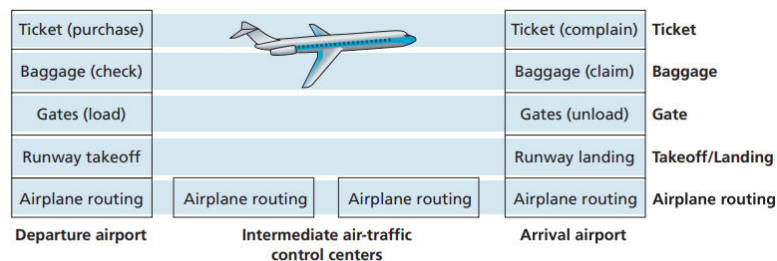 Ticket (purchase) Ticket (complain) Ticket
Baggage (check) Baggage (claim) Baggage
Gates (load) Gates (unload) Gate
Runway takeoff Runway landing Takeoff/Landing
Airplane routing Airplane routing Airplane routing Airplane routing Airplane routing
Departure airport Intermediate air-traffic Arrival airport
control centers